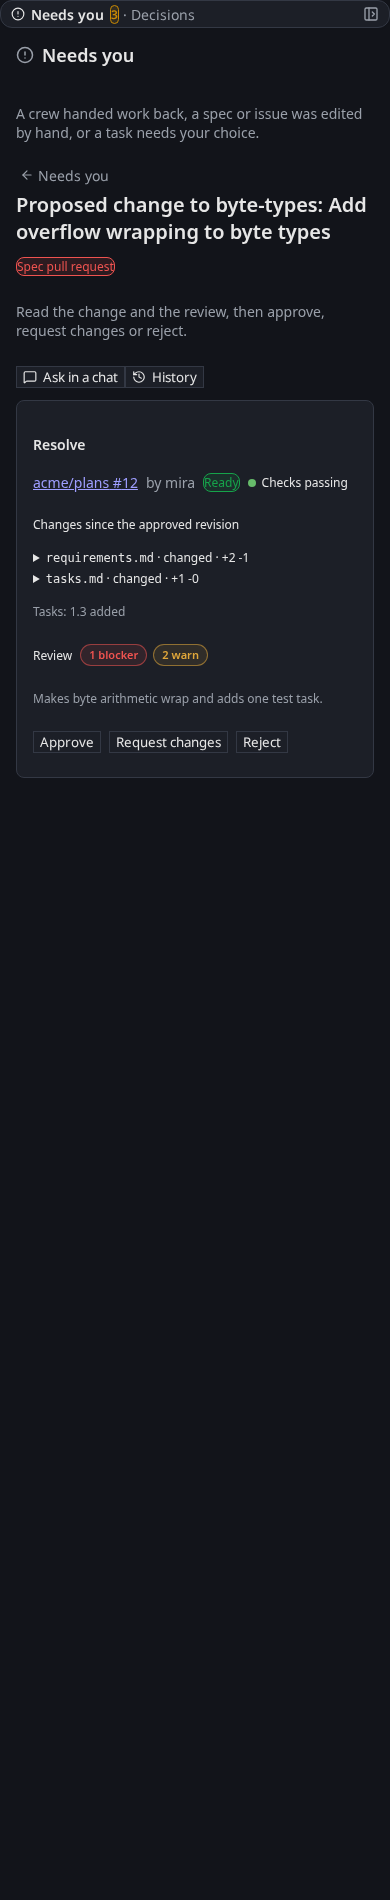 Needs you 3 · Decisions
Needs you
A crew handed work back, a spec or issue was edited
by hand, or a task needs your choice.
Needs you
Proposed change to byte-types: Add
overflow wrapping to byte types
Spec pull request
Read the change and the review, then approve,
request changes or reject.
Ask in a chat History
Resolve
acme/plans #12 by mira Ready Checks passing
Changes since the approved revision
requirements.md · changed · +2 -1
tasks.md · changed · +1 -0
Tasks: 1.3 added
Review 1 blocker 2 warn
Makes byte arithmetic wrap and adds one test task.
Approve Request changes Reject